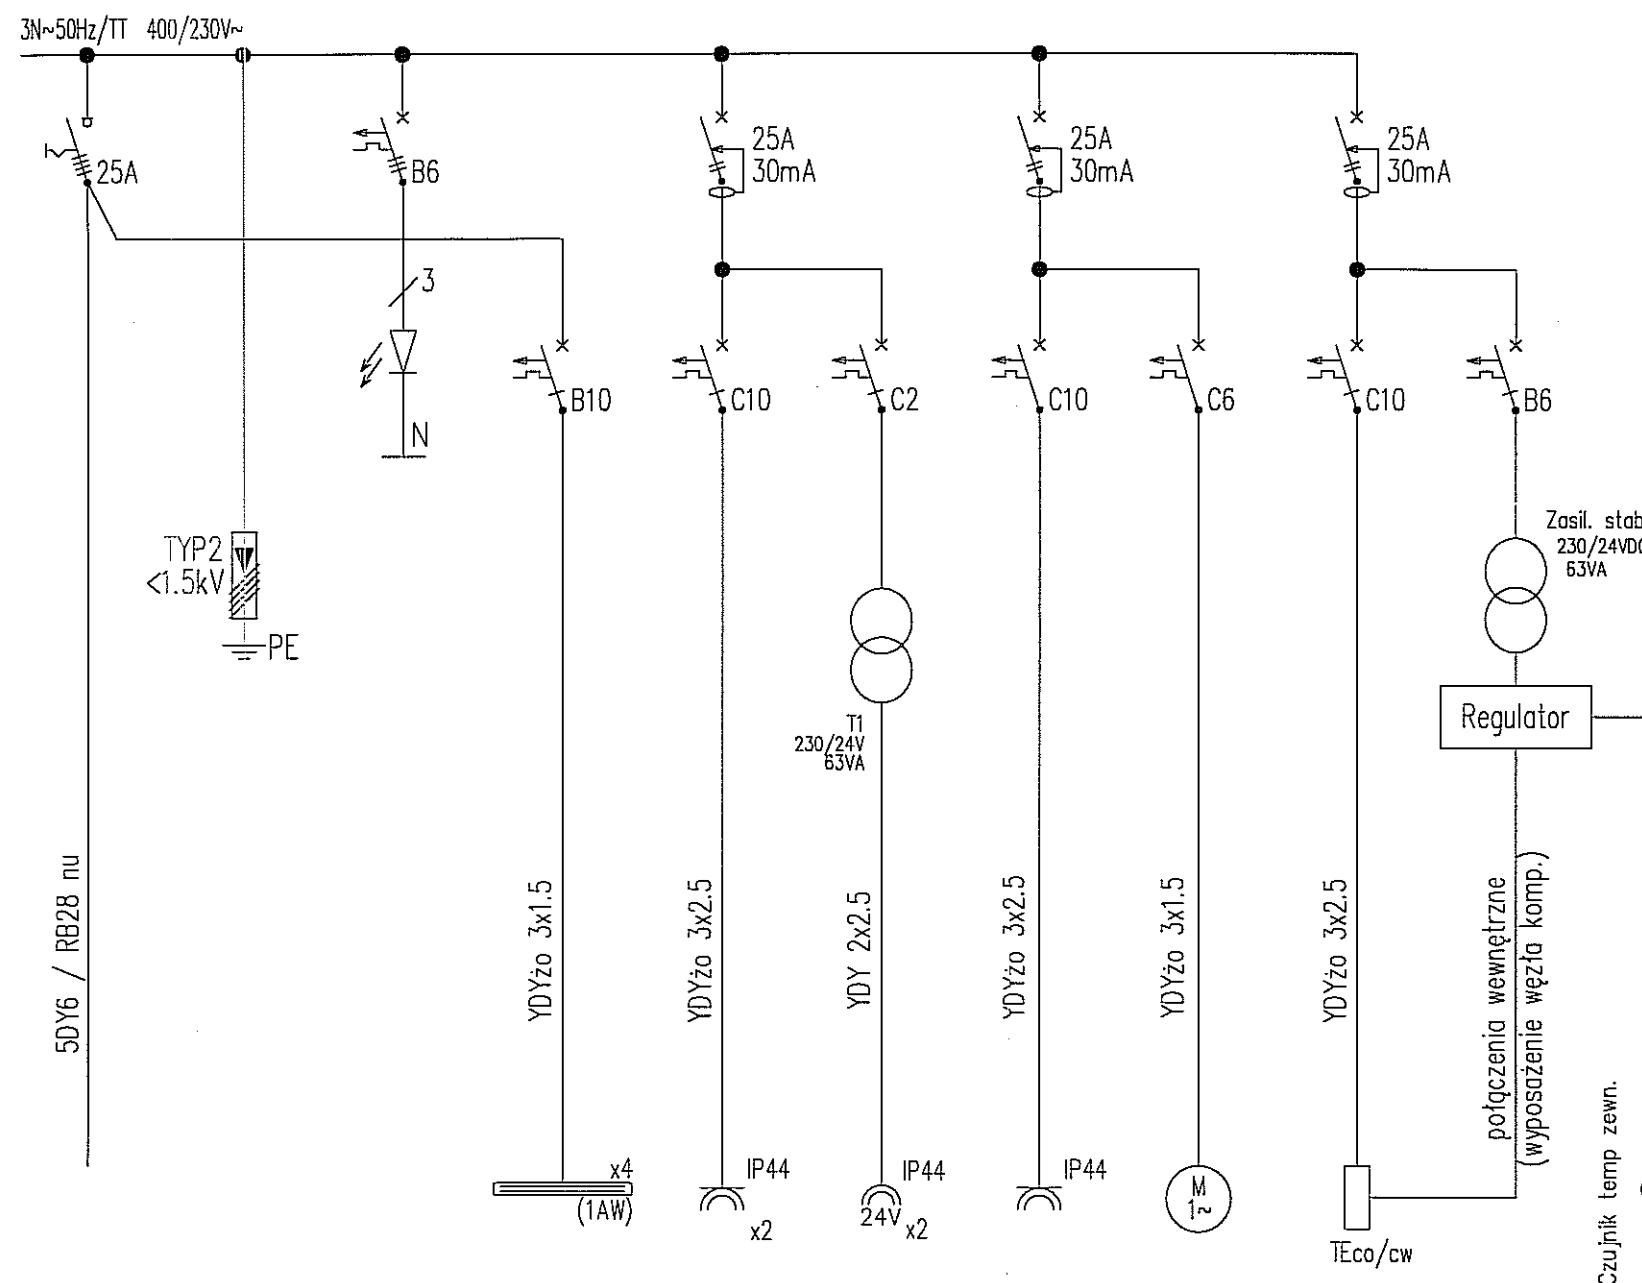 3N~50Hz/TT 400/230V~
25A
B6
25A
30mA
25A
30mA
25A
30mA
3
N
B10
C10
C2
C10
C6
C10
B6
TYP2
<1.5kV
PE
Zasil. stab
230/24VDC
63VA
T1
230/24V
63VA
Regulator
5DY6 / RB28 nu
YDYżo 3x1.5
YDYżo 3x2.5
YDY 2x2.5
YDYżo 3x2.5
YDYżo 3x1.5
YDYżo 3x2.5
połączenia wewnętrzne
(wyposażenie węzła komp.)
czujnik temp zewn.
x4
(1AW)
IP44
x2
IP44
24V x2
IP44
M
1~
TEco/cw